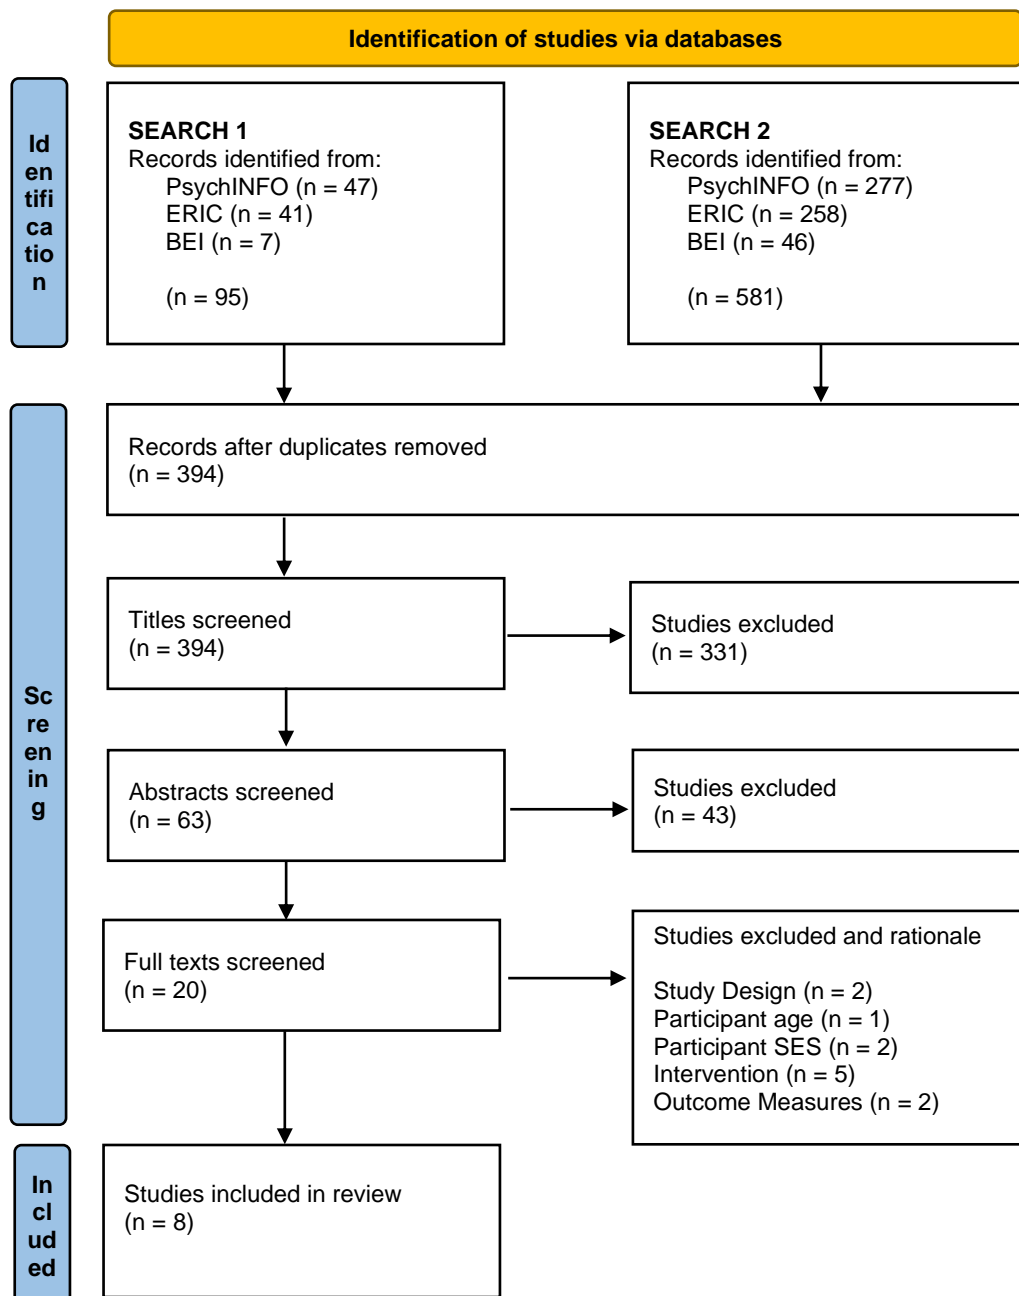 Identification of studies via databases
Id
en
tifi
ca
tio
n
SEARCH 1
Records identified from:
PsychINFO (n = 47)
ERIC (n = 41)
BEI (n = 7)
(n = 95)
SEARCH 2
Records identified from:
PsychINFO (n = 277)
ERIC (n = 258)
BEI (n = 46)
(n = 581)
Sc
re
en
in
g
Records after duplicates removed
(n = 394)
Titles screened
(n = 394)
Studies excluded
(n = 331)
Abstracts screened
(n = 63)
Studies excluded
(n = 43)
Full texts screened
(n = 20)
Studies excluded and rationale
Study Design (n = 2)
Participant age (n = 1)
Participant SES (n = 2)
Intervention (n = 5)
Outcome Measures (n = 2)
In
cl
ud
ed
Studies included in review
(n = 8)